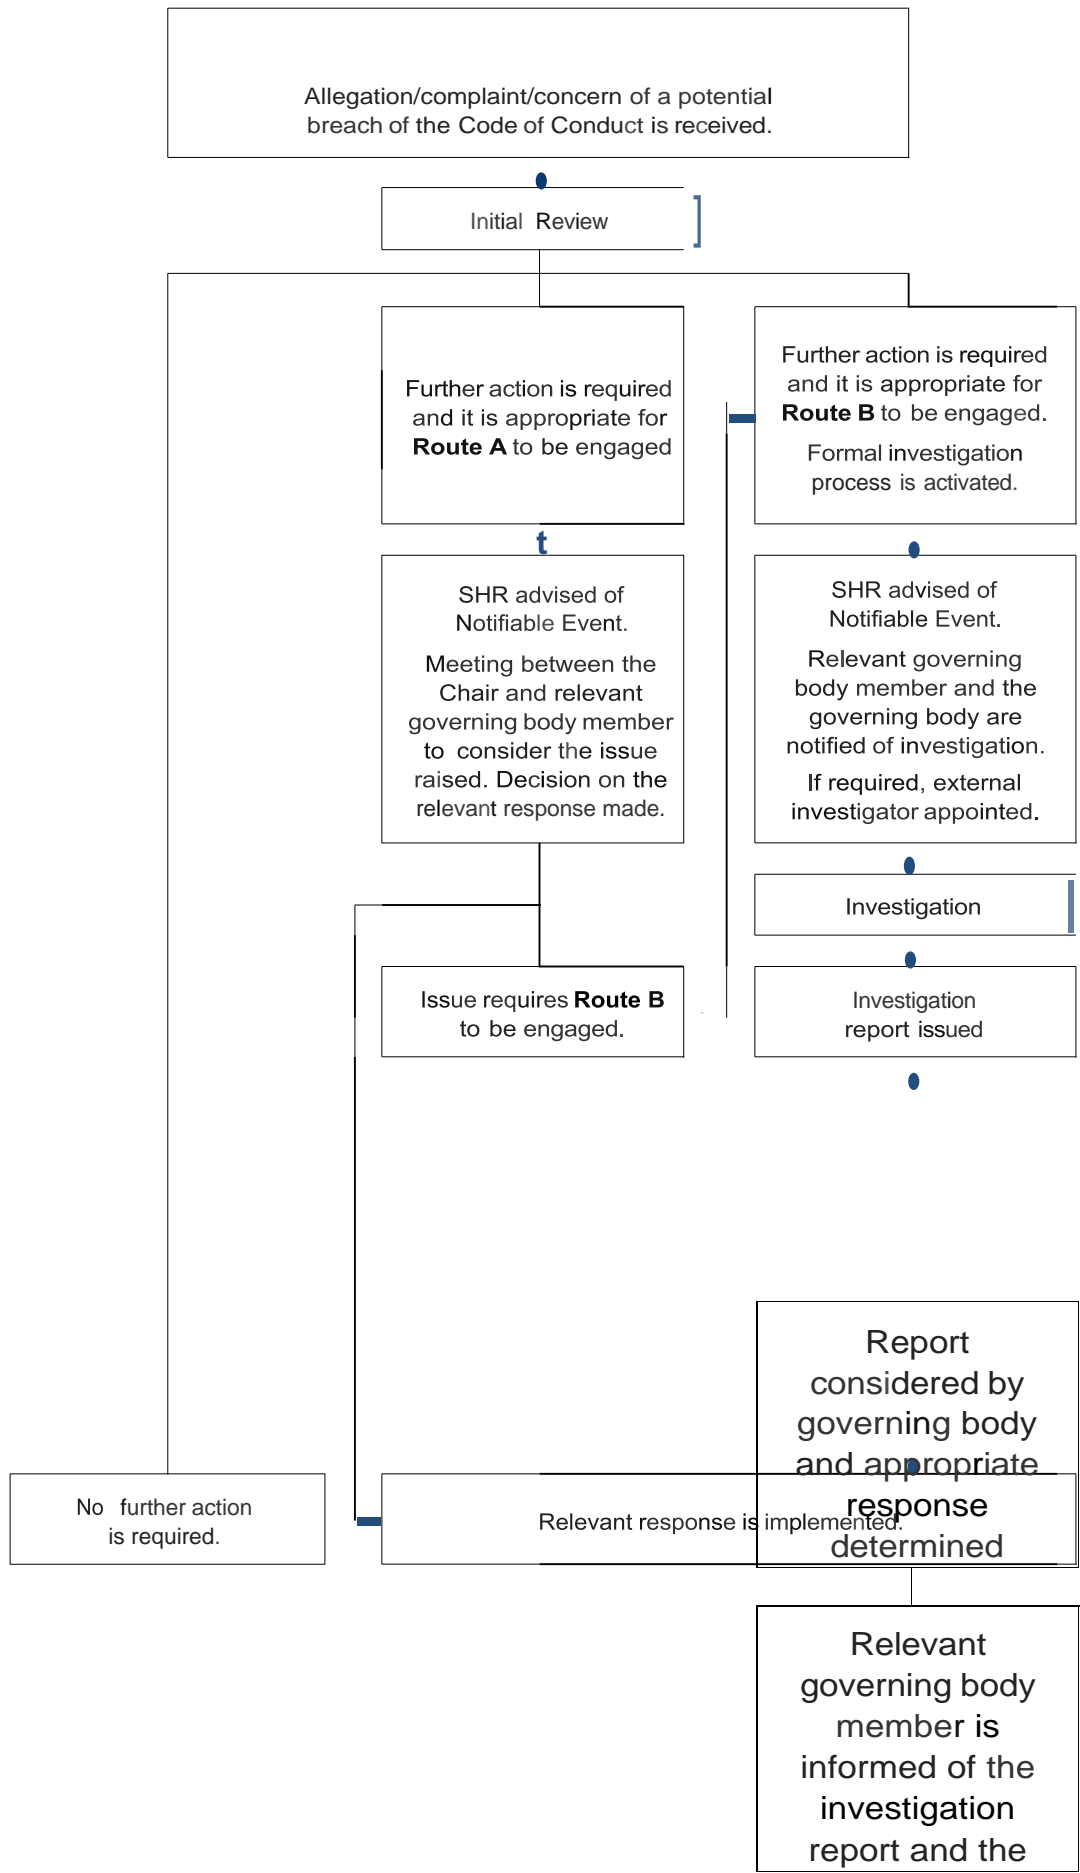 Allegation/complaint/concern of a potential
breach of the Code of Conduct is received.
Initial Review
Further action is required
and it is appropriate for
Route A to be engaged
Further action is required
and it is appropriate for
Route B to be engaged.
Formal investigation
process is activated.
t
SHR advised of
Notifiable Event.
Meeting between the
Chair and relevant
governing body member
to consider the issue
raised. Decision on the
relevant response made.
SHR advised of
Notifiable Event.
Relevant governing
body member and the
governing body are
notified of investigation.
If required, external
investigator appointed.
Investigation
Issue requires Route B
to be engaged.
Investigation
report issued
Report
considered by
governing body
and appropriate
response
determined
No further action
is required.
Relevant response is implemented.
Relevant
governing body
member is
informed of the
investigation
report and the